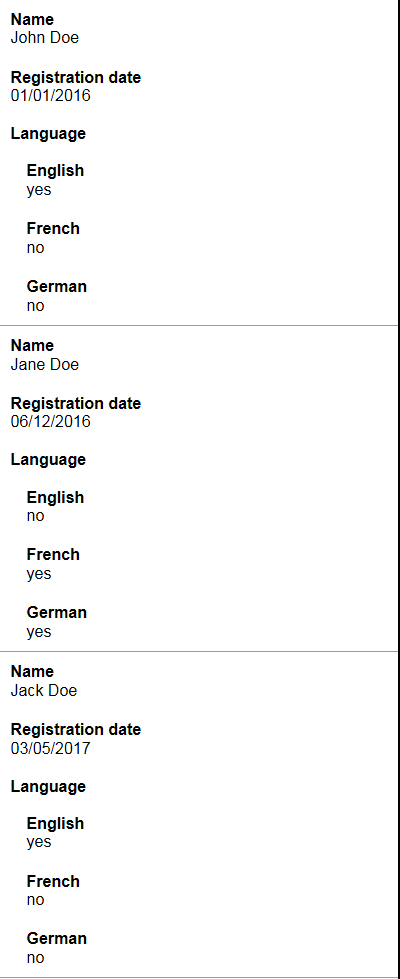 Name
John Doe
Registration date
01/01/2016
Language
English
yes
French
no
German
no
Name
Jane Doe
Registration date
06/12/2016
Language
English
no
French
yes
German
yes
Name
Jack Doe
Registration date
03/05/2017
Language
English
yes
French
no
German
no